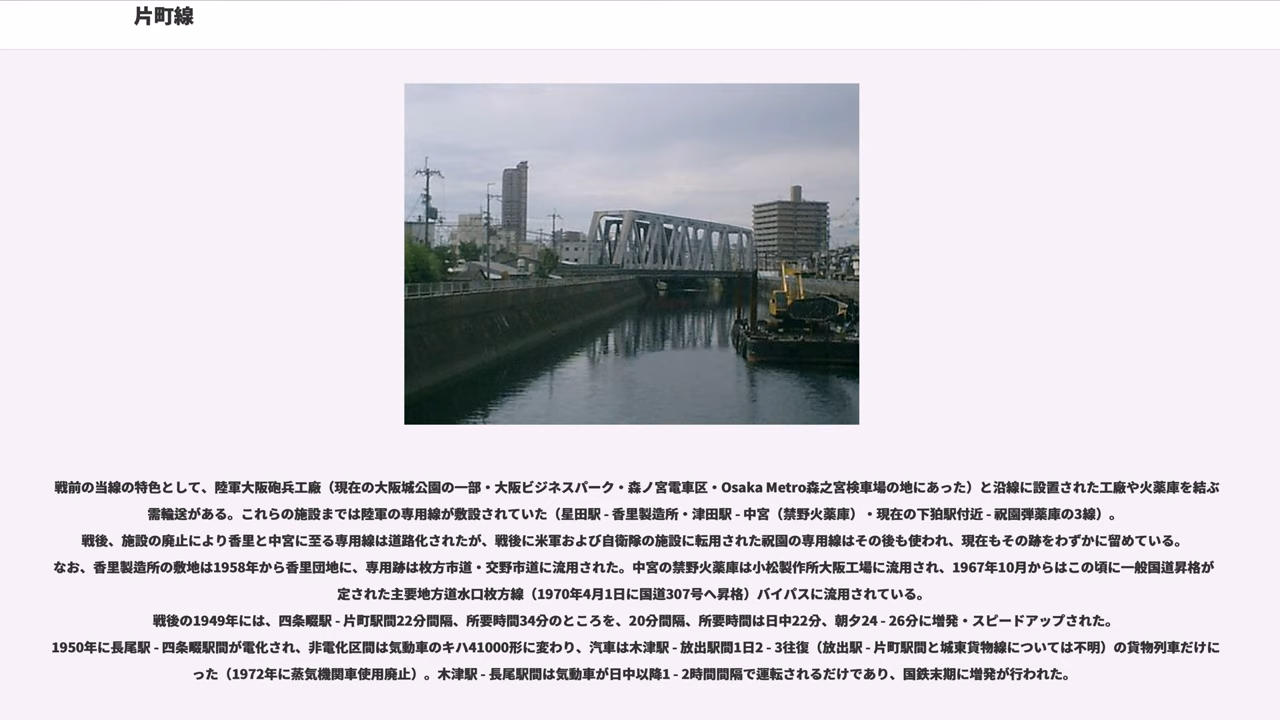 片町線
戦前の当線の特色として、陸軍大阪砲兵工廠（現在の大阪城公園の一部・大阪ビジネスパーク・森ノ宮電車区・Osaka Metro森之宮検車場の地にあった）と沿線に設置された工廠や火薬庫を結ぶ
需輸送がある。これらの施設までは陸軍の専用線が敷設されていた（星田駅 - 香里製造所・津田駅 - 中宮（禁野火薬庫）・現在の下狛駅付近 - 祝園弾薬庫の3線）。
戦後、施設の廃止により香里と中宮に至る専用線は道路化されたが、戦後に米軍および自衛隊の施設に転用された祝園の専用線はその後も使われ、現在もその跡をわずかに留めている。
なお、香里製造所の敷地は1958年から香里団地に、専用跡は枚方市道・交野市道に流用された。中宮の禁野火薬庫は小松製作所大阪工場に流用され、1967年10月からはこの頃に一般国道昇格が
定された主要地方道水口枚方線（1970年4月1日に国道307号へ昇格）バイパスに流用されている。
戦後の1949年には、四条畷駅 - 片町駅間22分間隔、所要時間34分のところを、20分間隔、所要時間は日中22分、朝夕24 - 26分に増発・スピードアップされた。
1950年に長尾駅 - 四条畷駅間が電化され、非電化区間は気動車のキハ41000形に変わり、汽車は木津駅 - 放出駅間1日2 - 3往復（放出駅 - 片町駅間と城東貨物線については不明）の貨物列車だけに
った（1972年に蒸気機関車使用廃止）。木津駅 - 長尾駅間は気動車が日中以降1 - 2時間間隔で運転されるだけであり、国鉄末期に増発が行われた。